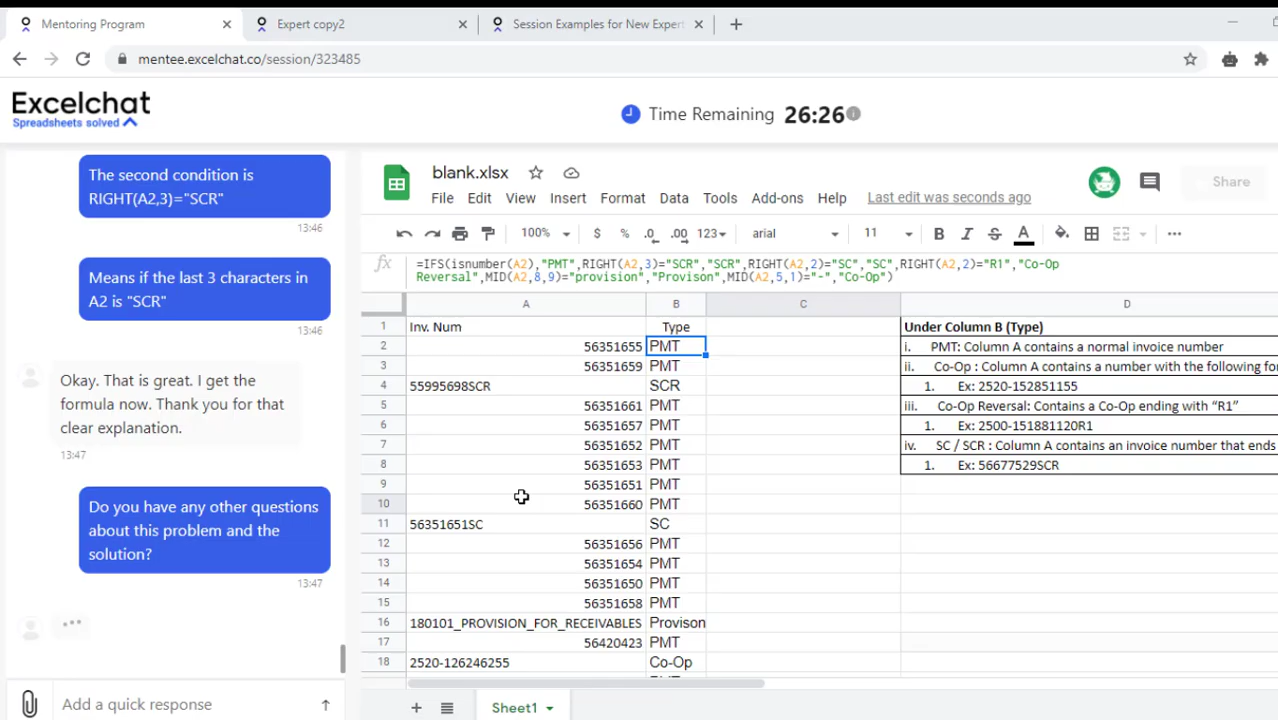 Mentoring Program
Expert copy2
Session Examples for New Expert
mentee.excelchat.co/session/323485
Excelchat
Spreadsheets solved
Time Remaining 26:26
The second condition is
RIGHT(A2,3)="SCR"
13:46
Means if the last 3 characters in
A2 is "SCR"
13:46
Okay. That is great. I get the
formula now. Thank you for that
clear explanation.
13:47
Do you have any other questions
about this problem and the
solution?
13:47
Add a quick response
blank.xlsx
Share
File Edit View Insert Format Data Tools Add-ons Help Last edit was seconds ago
100% $ % .0 .00 123 arial 11 B I S A
fx
=IFS(isnumber(A2),"PMT",RIGHT(A2,3)="SCR","SCR",RIGHT(A2,2)="SC","SC",RIGHT(A2,2)="R1","Co-Op
Reversal",MID(A2,8,9)="provision","Provison",MID(A2,5,1)="-","Co-Op")
A B C D
1 Inv. Num Type Under Column B (Type)
2 56351655 PMT i. PMT: Column A contains a normal invoice number
3 56351659 PMT ii. Co-Op : Column A contains a number with the following for
4 55995698SCR SCR 1. Ex: 2520-152851155
5 56351661 PMT iii. Co-Op Reversal: Contains a Co-Op ending with “R1”
6 56351657 PMT 1. Ex: 2500-151881120R1
7 56351652 PMT iv. SC / SCR : Column A contains an invoice number that ends
8 56351653 PMT 1. Ex: 56677529SCR
9 56351651 PMT
10 56351660 PMT
11 56351651SC SC
12 56351656 PMT
13 56351654 PMT
14 56351650 PMT
15 56351658 PMT
16 180101_PROVISION_FOR_RECEIVABLES Provison
17 56420423 PMT
18 2520-126246255 Co-Op
Sheet1